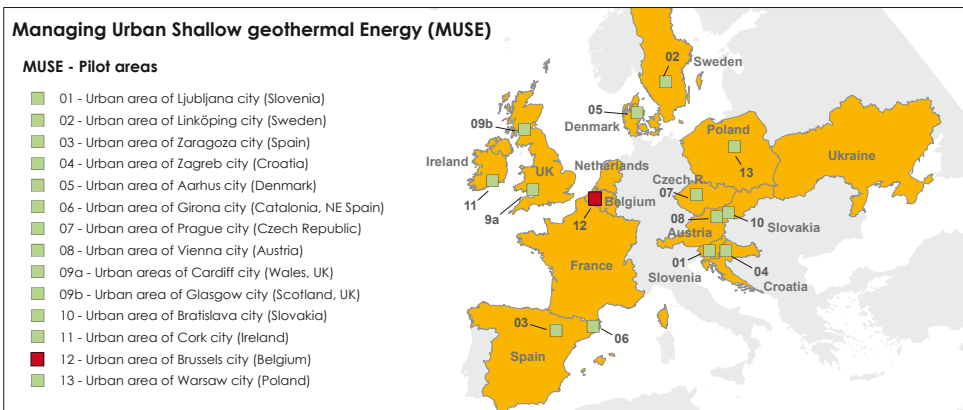 Managing Urban Shallow geothermal Energy (MUSE)
MUSE - Pilot areas
01 - Urban area of Ljubljana city (Slovenia)
02 - Urban area of Linköping city (Sweden)
03 - Urban area of Zaragoza city (Spain)
04 - Urban area of Zagreb city (Croatia)
05 - Urban area of Aarhus city (Denmark)
06 - Urban area of Girona city (Catalonia, NE Spain)
07 - Urban area of Prague city (Czech Republic)
08 - Urban area of Vienna city (Austria)
09a - Urban areas of Cardiff city (Wales, UK)
09b - Urban area of Glasgow city (Scotland, UK)
10 - Urban area of Bratislava city (Slovakia)
11 - Urban area of Cork city (Ireland)
12 - Urban area of Brussels city (Belgium)
13 - Urban area of Warsaw city (Poland)
02
Sweden
05
Denmark
09b
Poland
Ireland
Netherlands
Ukraine
UK
13
Czech R.
07
11
9a
Belgium
12
08
10
Slovakia
Austria
01
04
France
Slovenia
Croatia
03
06
Spain